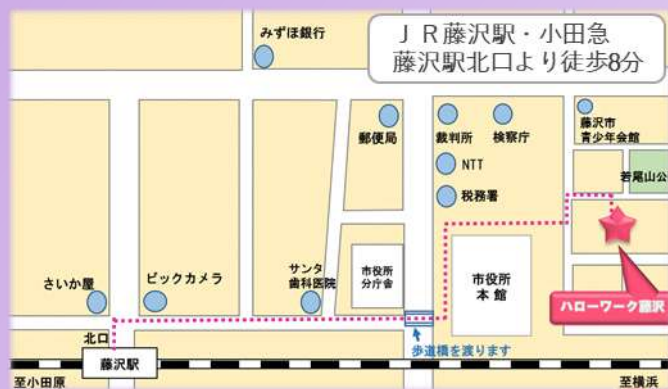 みずほ銀行
ＪＲ藤沢駅・小田急
藤沢駅北口より徒歩8分
郵便局
裁判所
検察庁
藤沢市
青少年会館
NTT
若尾山公
税務署
さいか屋
ビックカメラ
サンタ
歯科医院
市役所
分庁舎
市役所
本館
ハローワーク藤沢
北口
歩道橋を渡ります
藤沢駅
至小田原
至横浜